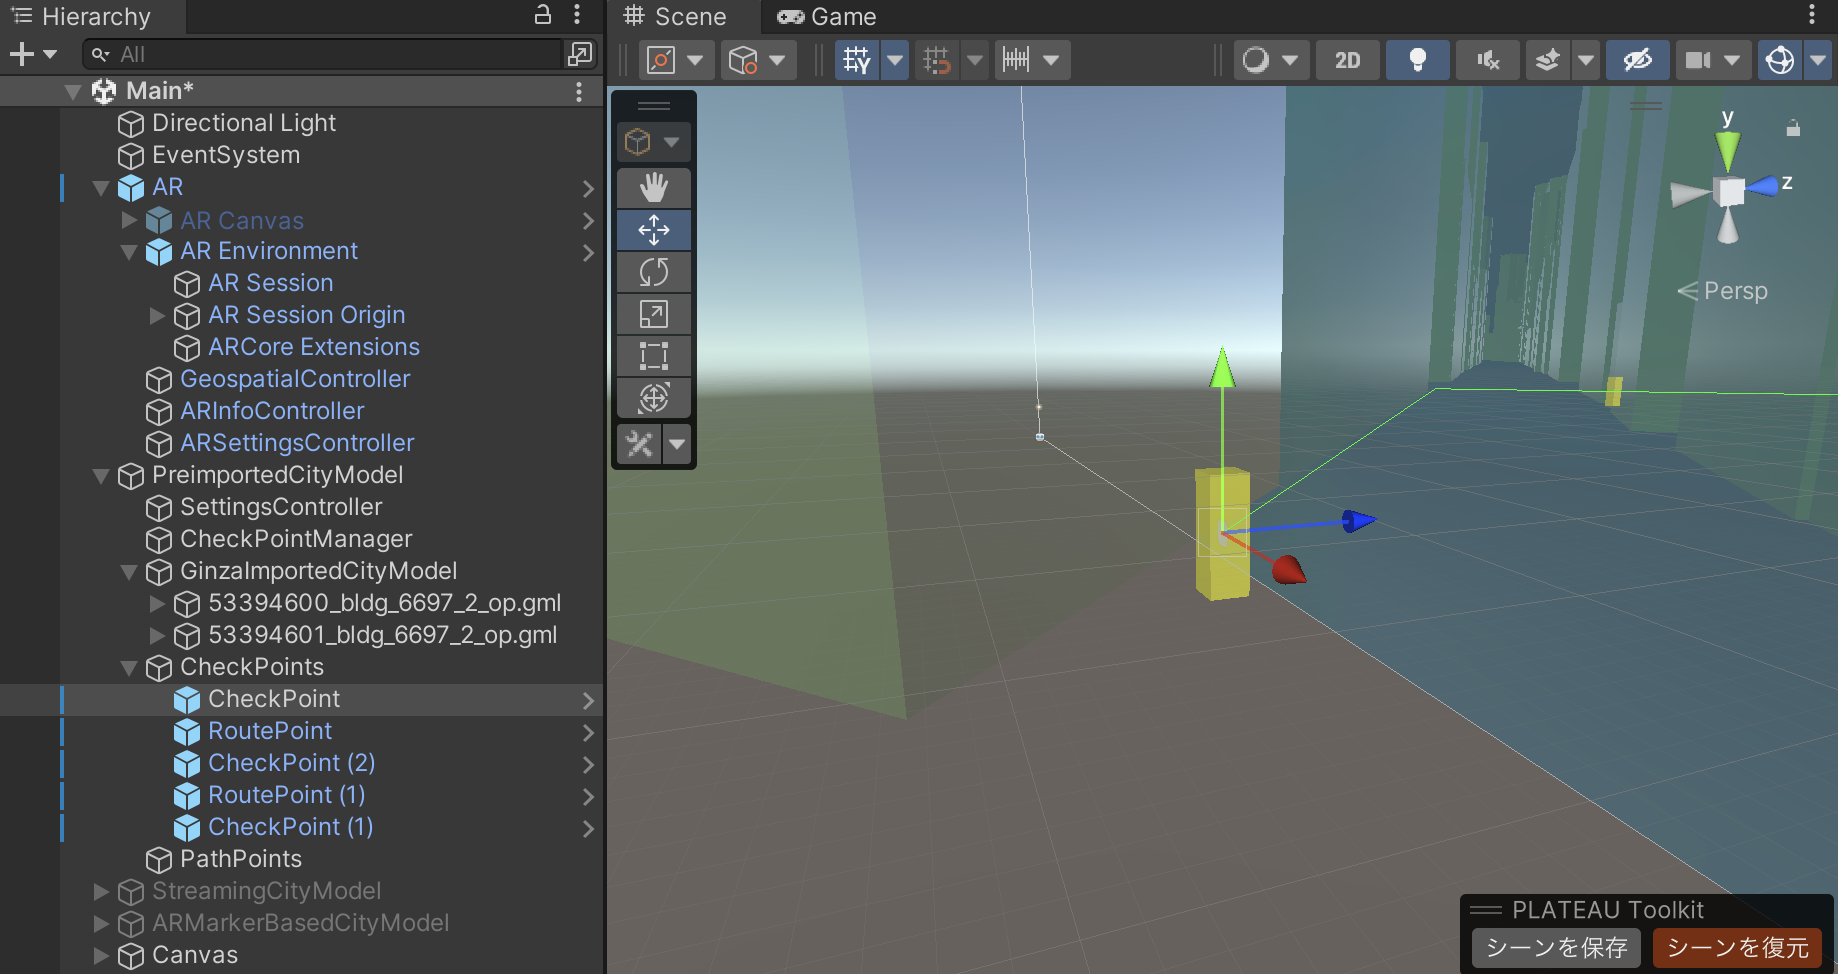 Hierarchy
All
Main*
Directional Light
EventSystem
AR
AR Canvas
AR Environment
AR Session
AR Session Origin
ARCore Extensions
GeospatialController
ARInfoController
ARSettingsController
PreimportedCityModel
SettingsController
CheckPointManager
GinzaImportedCityModel
53394600_bldg_6697_2_op.gml
53394601_bldg_6697_2_op.gml
CheckPoints
CheckPoint
RoutePoint
CheckPoint (2)
RoutePoint (1)
CheckPoint (1)
PathPoints
StreamingCityModel
ARMarkerBasedCityModel
Canvas
Scene
Game
2D
y
z
Persp
PLATEAU Toolkit
シーンを保存
シーンを復元